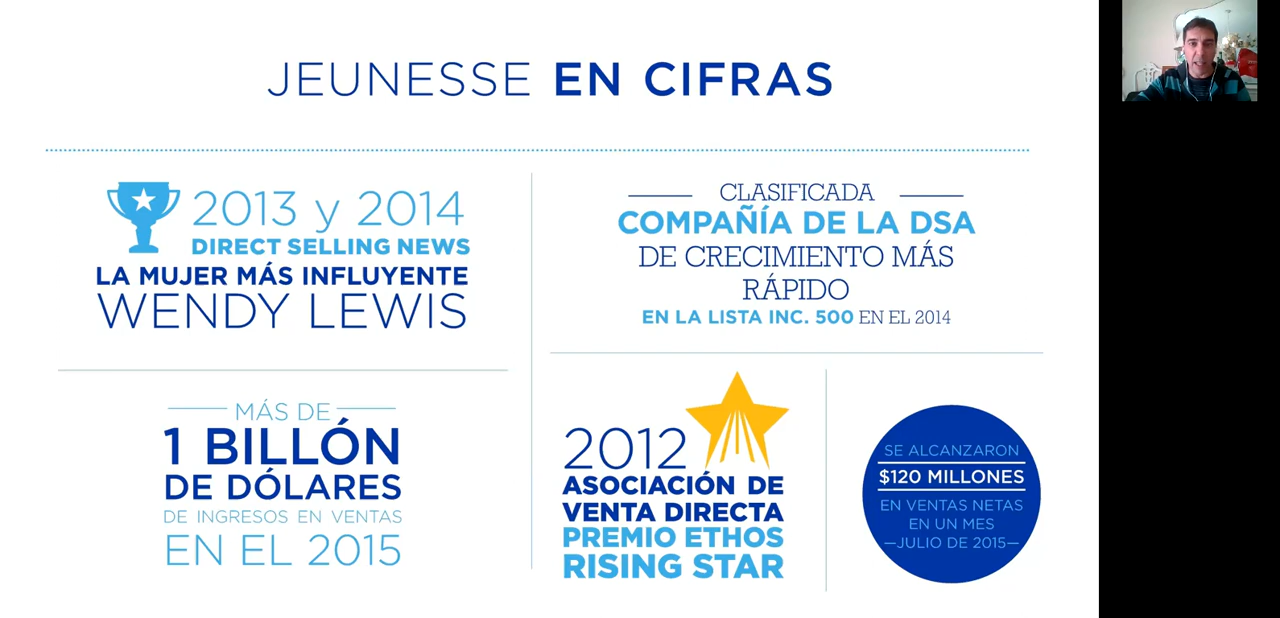 JEUNESSE EN CIFRAS
2013 y 2014
DIRECT SELLING NEWS
LA MUJER MÁS INFLUYENTE
WENDY LEWIS
CLASIFICADA
COMPAÑÍA DE LA DSA
DE CRECIMIENTO MÁS
RÁPIDO
EN LA LISTA INC. 500 EN EL 2014
MÁS DE
1 BILLÓN
DE DÓLARES
DE INGRESOS EN VENTAS
EN EL 2015
2012
ASOCIACIÓN DE
VENTA DIRECTA
PREMIO ETHOS
RISING STAR
SE ALCANZARON
$120 MILLONES
EN VENTAS NETAS
EN UN MES
—JULIO DE 2015—